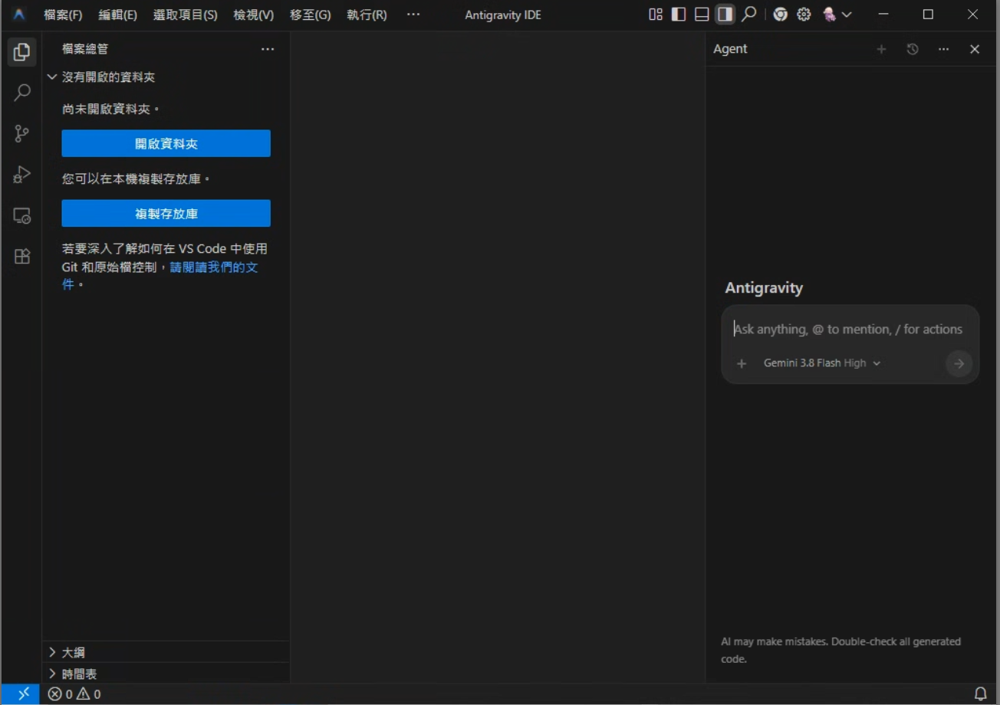 檔案(F) 編輯(E) 選取項目(S) 檢視(V) 移至(G) 執行(R) ··· Antigravity IDE
檔案總管
沒有開啟的資料夾
尚未開啟資料夾。
開啟資料夾
您可以在本機複製存放庫。
複製存放庫
若要深入了解如何在 VS Code 中使用
Git 和原始檔控制，請閱讀我們的文
件。
大綱
時間表
0 0
Agent
Antigravity
Ask anything, @ to mention, / for actions
Gemini 3.8 Flash High
AI may make mistakes. Double-check all generated
code.